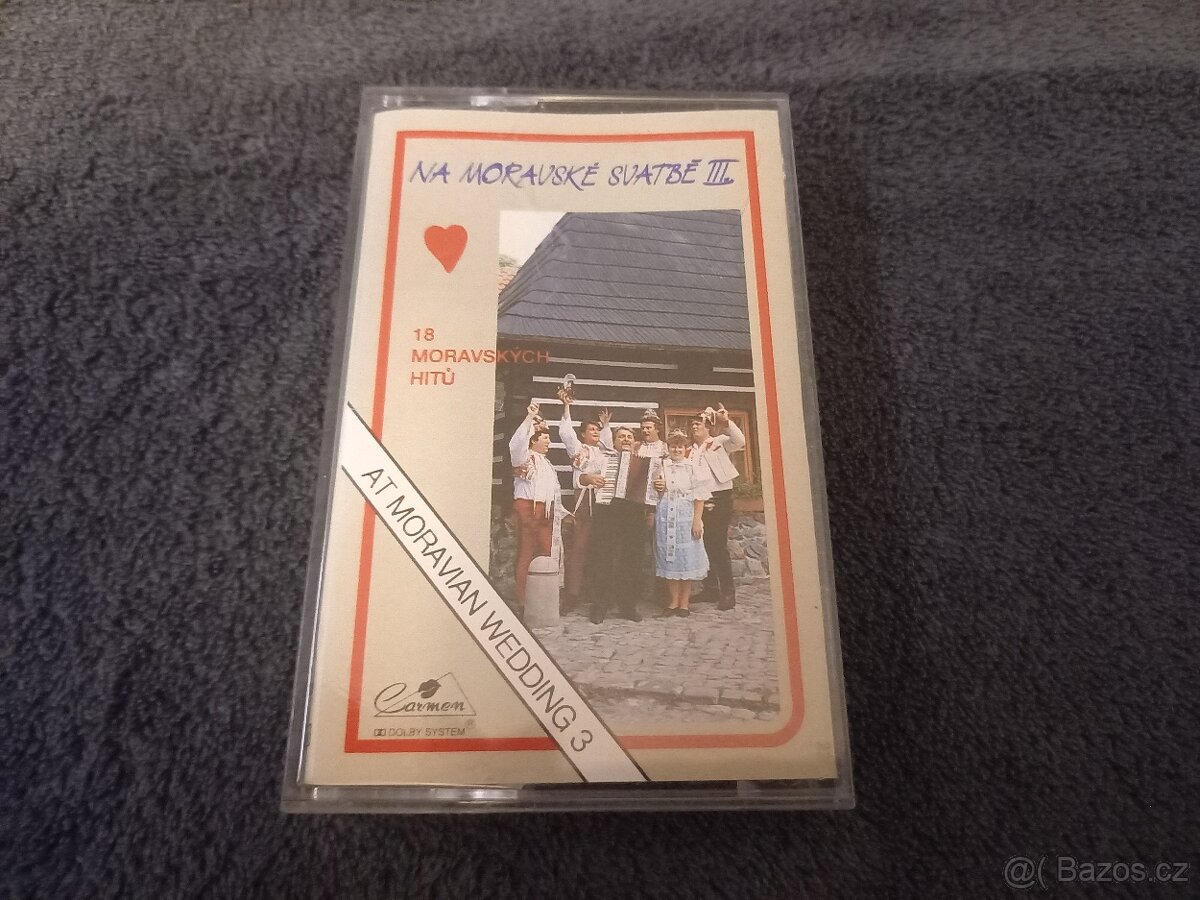 NA MORAVSKÉ SVATBĚ III.
18
MORAVSKÝCH
HITŮ
AT MORAVIAN WEDDING 3
Carmen
DOLBY SYSTEM®
@( Bazos.cz